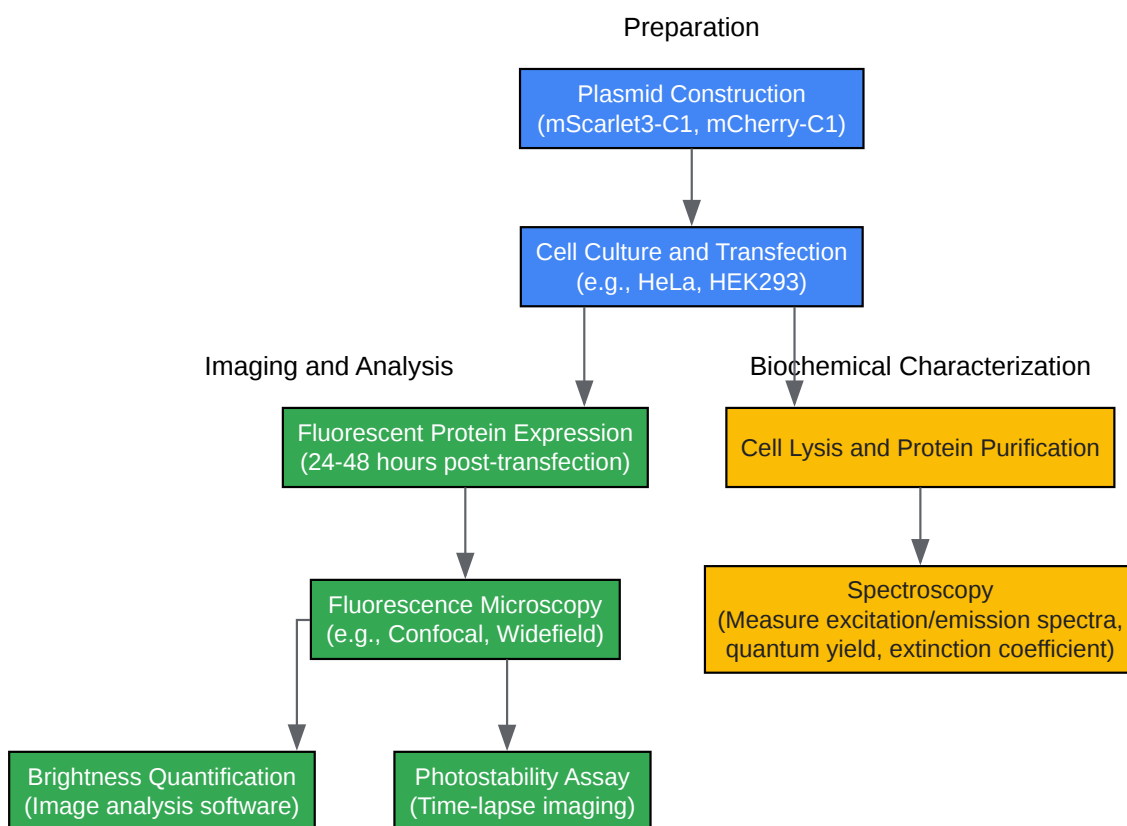 Preparation
Plasmid Construction
(mScarlet3-C1, mCherry-C1)
Cell Culture and Transfection
(e.g., HeLa, HEK293)
Imaging and Analysis
Biochemical Characterization
Fluorescent Protein Expression
(24-48 hours post-transfection)
Cell Lysis and Protein Purification
Fluorescence Microscopy
(e.g., Confocal, Widefield)
Spectroscopy
(Measure excitation/emission spectra,
quantum yield, extinction coefficient)
Brightness Quantification
(Image analysis software)
Photostability Assay
(Time-lapse imaging)